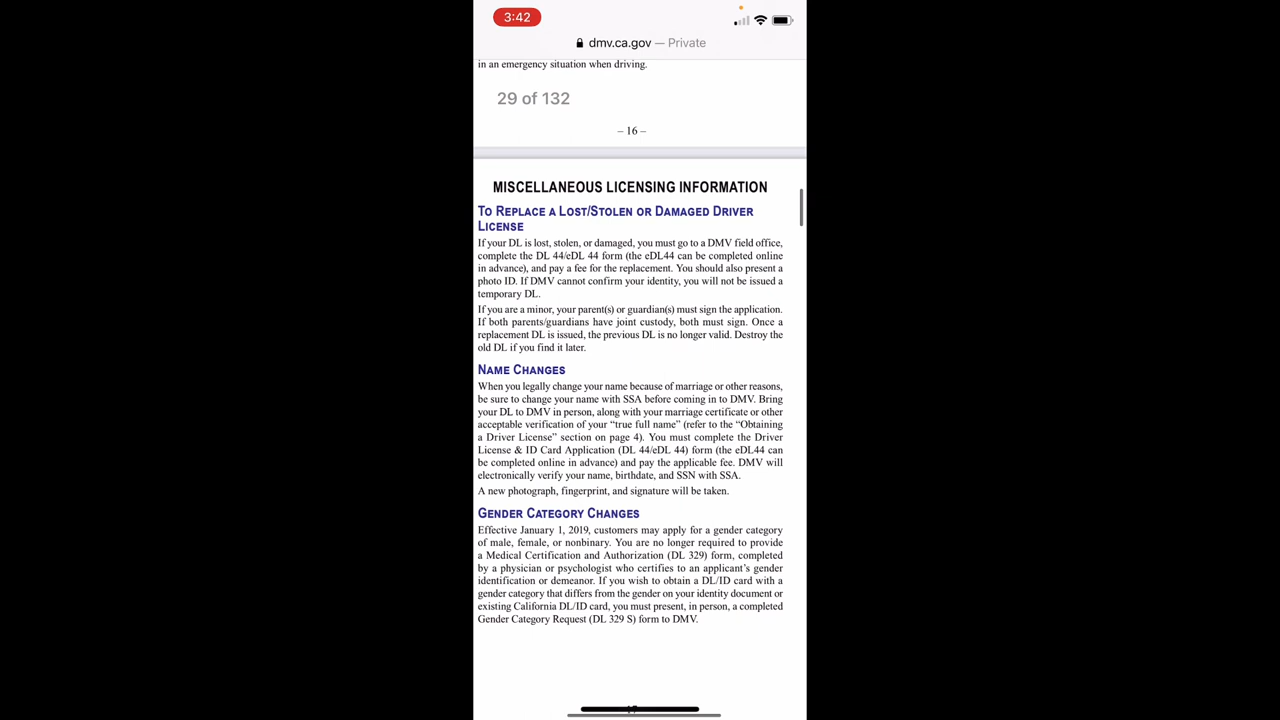 3:42
dmv.ca.gov — Private
in an emergency situation when driving.
29 of 132
– 16 –
MISCELLANEOUS LICENSING INFORMATION
TO REPLACE A LOST/STOLEN OR DAMAGED DRIVER
LICENSE
If your DL is lost, stolen, or damaged, you must go to a DMV field office,
complete the DL 44/eDL 44 form (the eDL44 can be completed online
in advance), and pay a fee for the replacement. You should also present a
photo ID. If DMV cannot confirm your identity, you will not be issued a
temporary DL.
If you are a minor, your parent(s) or guardian(s) must sign the application.
If both parents/guardians have joint custody, both must sign. Once a
replacement DL is issued, the previous DL is no longer valid. Destroy the
old DL if you find it later.
NAME CHANGES
When you legally change your name because of marriage or other reasons,
be sure to change your name with SSA before coming in to DMV. Bring
your DL to DMV in person, along with your marriage certificate or other
acceptable verification of your “true full name” (refer to the “Obtaining
a Driver License” section on page 4). You must complete the Driver
License & ID Card Application (DL 44/eDL 44) form (the eDL44 can
be completed online in advance) and pay the applicable fee. DMV will
electronically verify your name, birthdate, and SSN with SSA.
A new photograph, fingerprint, and signature will be taken.
GENDER CATEGORY CHANGES
Effective January 1, 2019, customers may apply for a gender category
of male, female, or nonbinary. You are no longer required to provide
a Medical Certification and Authorization (DL 329) form, completed
by a physician or psychologist who certifies to an applicant’s gender
identification or demeanor. If you wish to obtain a DL/ID card with a
gender category that differs from the gender on your identity document or
existing California DL/ID card, you must present, in person, a completed
Gender Category Request (DL 329 S) form to DMV.